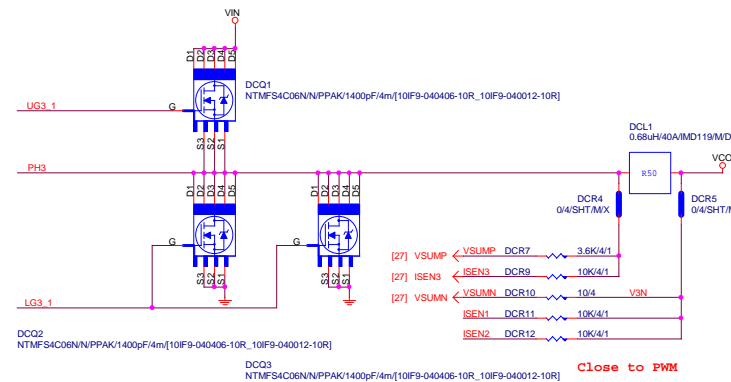 VIN
D1 D2 D3 D4 D5
DCQ1
NTMFS4C06N/N/PPAK/1400pF/4m/[10IF9-040406-10R_10IF9-040012-10R]
UG3_1
G
S3 S2 S1
DCL1
0.68uH/40A/IMD119/M/D
PH3
R50
VCO
D1 D2 D3 D4 D5
D1 D2 D3 D4 D5
DCR4
0/4/SHT/M/X
DCR5
0/4/SHT/
G
G
[27] VSUMP
VSUMP DCR7 3.6K/4/1
[27] ISEN3
ISEN3 DCR9 10K/4/1
S3 S2 S1
S3 S2 S1
[27] VSUMN
VSUMN DCR10 10/4 V3N
LG3_1
ISEN1 DCR11 10K/4/1
ISEN2 DCR12 10K/4/1
DCQ2
NTMFS4C06N/N/PPAK/1400pF/4m/[10IF9-040406-10R_10IF9-040012-10R]
DCQ3
NTMFS4C06N/N/PPAK/1400pF/4m/[10IF9-040406-10R_10IF9-040012-10R]
Close to PWM